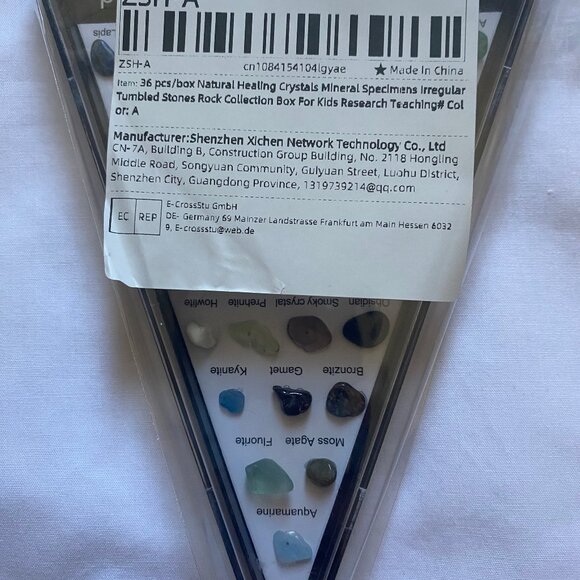 ZSH-A
Lapis
ZSH-A
cn1084154104lgyae
★ Made in China
Item: 36 pcs/box Natural Healing Crystals Mineral Specimens Irregular
Tumbled Stones Rock Collection Box For Kids Research Teaching# Col
or: A
Manufacturer:Shenzhen Xichen Network Technology Co., Ltd
CN-7A, Building B, Construction Group Building, No. 2118 Hongling
Middle Road, Songyuan Community, Guiyuan Street, Luohu District,
Shenzhen City, Guangdong Province, 1319739214@qq.com
EC REP
E-CrossStu GmbH
DE- Germany 69 Mainzer Landstrasse Frankfurt am Main Hessen 6032
9, E-crossstu@web.de
Howlite Prehnite Smoky crystal Obsidian
Kyanite Garnet Bronzite
Fluorite Moss Agate
Aquamarine